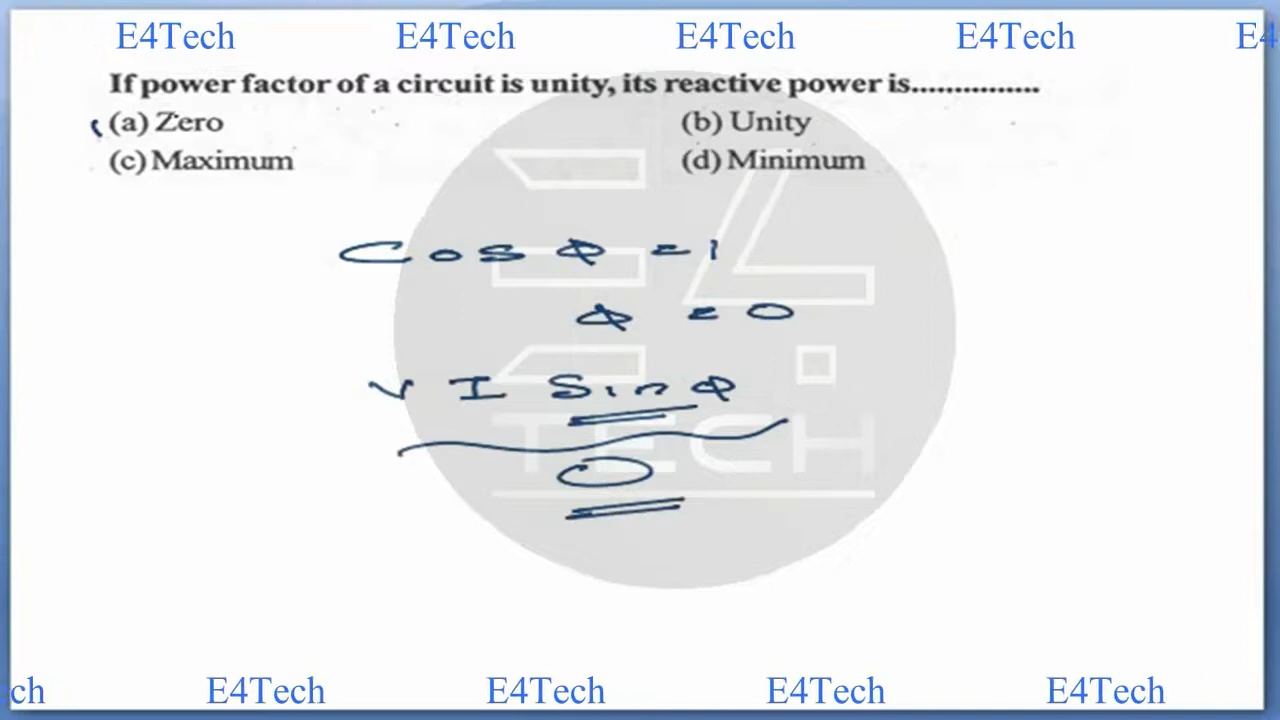 E4Tech E4Tech E4Tech E4Tech E4
If power factor of a circuit is unity, its reactive power is...............
(a) Zero (b) Unity
(c) Maximum (d) Minimum
Cos Φ = 1
Φ = 0
V I Sin Φ
0
TECH
ch E4Tech E4Tech E4Tech E4Tech